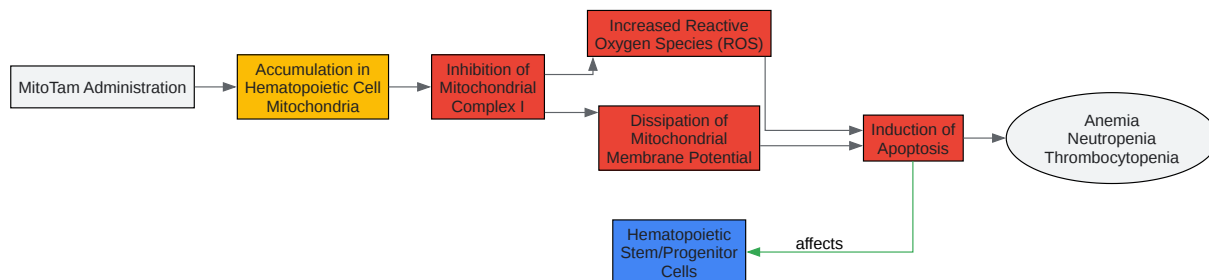 MitoTam Administration
Accumulation in
Hematopoietic Cell
Mitochondria
Inhibition of
Mitochondrial
Complex I
Increased Reactive
Oxygen Species (ROS)
Dissipation of
Mitochondrial
Membrane Potential
Induction of
Apoptosis
Anemia
Neutropenia
Thrombocytopenia
affects
Hematopoietic
Stem/Progenitor
Cells